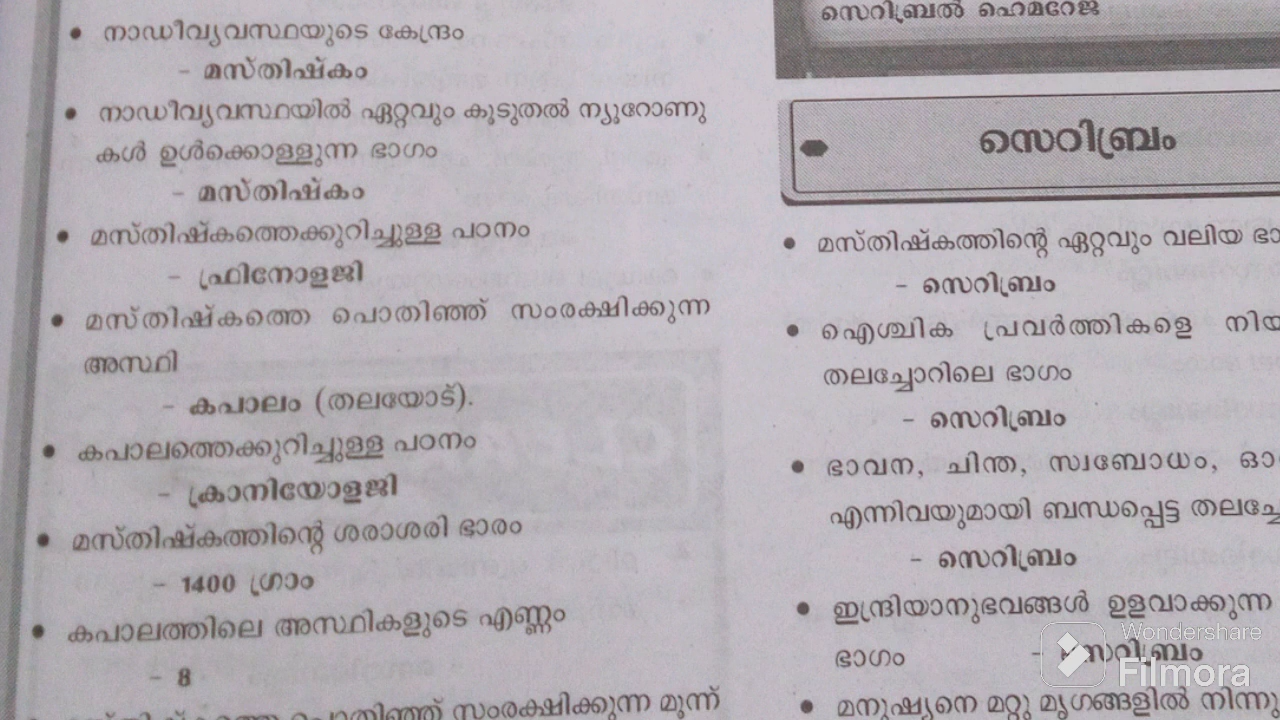 • നാഡീവ്യവസ്ഥയുടെ കേന്ദ്രം
- മസ്തിഷ്കം
• നാഡീവ്യവസ്ഥയിൽ ഏറ്റവും കൂടുതൽ ന്യൂറോണു
കൾ ഉൾക്കൊള്ളുന്ന ഭാഗം
- മസ്തിഷ്കം
• മസ്തിഷ്കത്തെക്കുറിച്ചുള്ള പഠനം
- ഫ്രിനോളജി
• മസ്തിഷ്കത്തെ പൊതിഞ്ഞ് സംരക്ഷിക്കുന്ന
അസ്ഥി
- കപാലം (തലയോട്).
• കപാലത്തെക്കുറിച്ചുള്ള പഠനം
- ക്രാനിയോളജി
• മസ്തിഷ്കത്തിന്റെ ശരാശരി ഭാരം
- 1400 ഗ്രാം
• കപാലത്തിലെ അസ്ഥികളുടെ എണ്ണം
- 8
പൊതിഞ്ഞ് സംരക്ഷിക്കുന്ന മൂന്ന്
സെറിബ്രൽ ഹെമറേജ്
സെറിബ്രം
• മസ്തിഷ്കത്തിന്റെ ഏറ്റവും വലിയ ഭാ
- സെറിബ്രം
• ഐശ്ചിക പ്രവർത്തികളെ നിയ
തലച്ചോറിലെ ഭാഗം
- സെറിബ്രം
• ഭാവന, ചിന്ത, സ്വബോധം, ഓ
എന്നിവയുമായി ബന്ധപ്പെട്ട തലച്ചോ
- സെറിബ്രം
• ഇന്ദ്രിയാനുഭവങ്ങൾ ഉളവാക്കുന്ന
ഭാഗം - സെറിബ്രം
• മനുഷ്യനെ മറ്റു മൃഗങ്ങളിൽ നിന്നു
Wondershare
Filmora